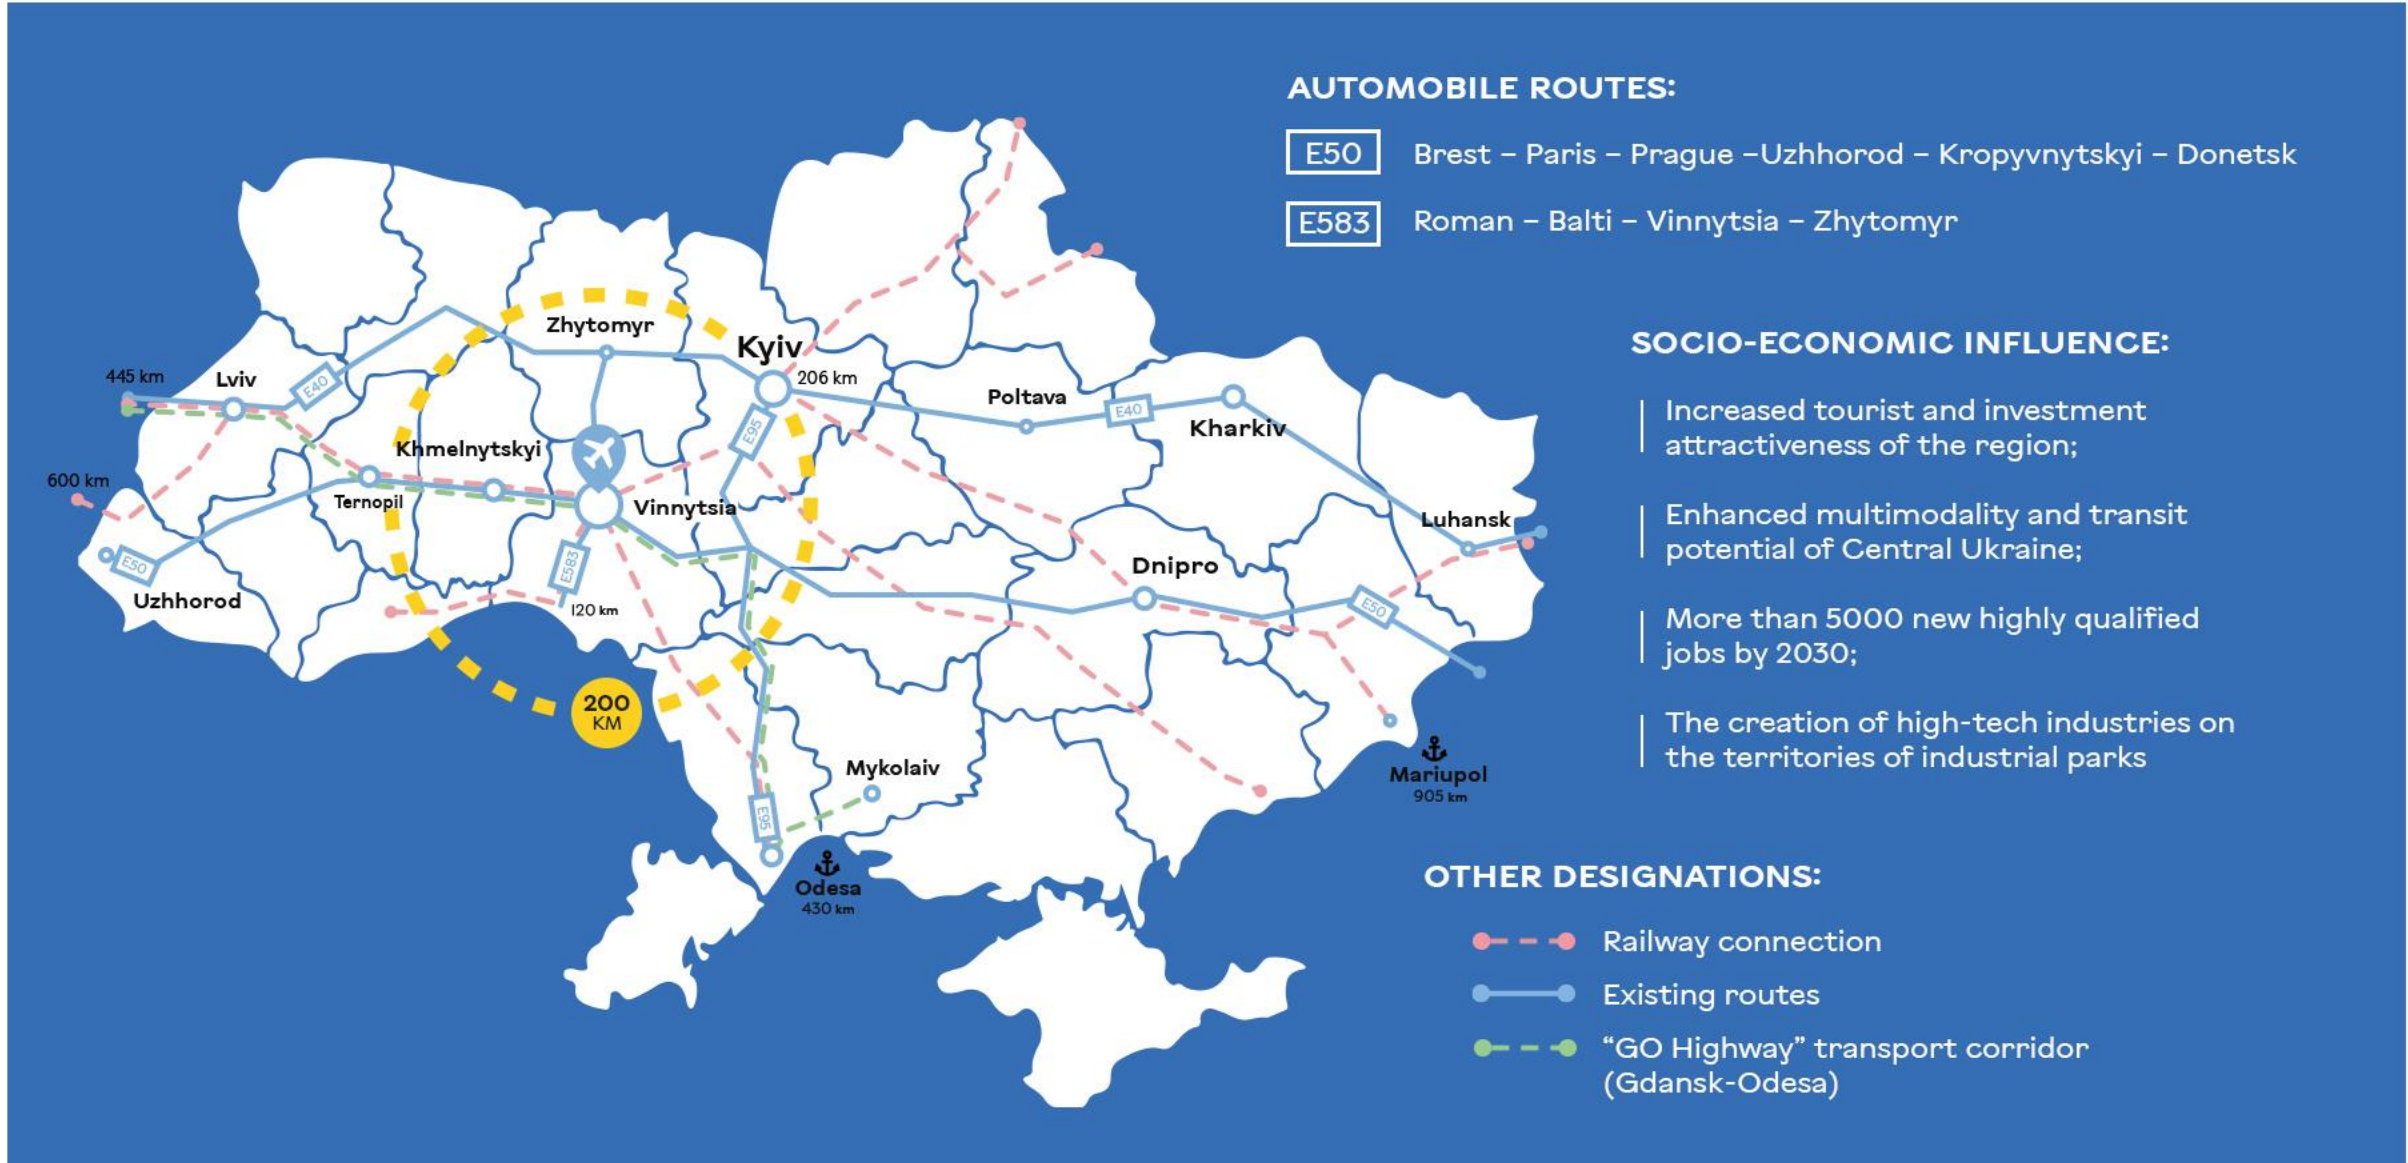 AUTOMOBILE ROUTES:
E50
Brest – Paris – Prague –Uzhhorod – Kropyvnytskyi – Donetsk
E583
Roman – Balti – Vinnytsia – Zhytomyr
SOCIO-ECONOMIC INFLUENCE:
Increased tourist and investment
attractiveness of the region;
Enhanced multimodality and transit
potential of Central Ukraine;
More than 5000 new highly qualified
jobs by 2030;
The creation of high-tech industries on
the territories of industrial parks
OTHER DESIGNATIONS:
Railway connection
Existing routes
“GO Highway” transport corridor
(Gdansk-Odesa)
Zhytomyr
Kyiv
206 km
445 km
Lviv
E40
Poltava
E40
Kharkiv
E95
Khmelnytskyi
600 km
Ternopil
Vinnytsia
Luhansk
E50
E583
Dnipro
Uzhhorod
120 km
E50
200
KM
Mykolaiv
Mariupol
905 km
E95
Odesa
430 km